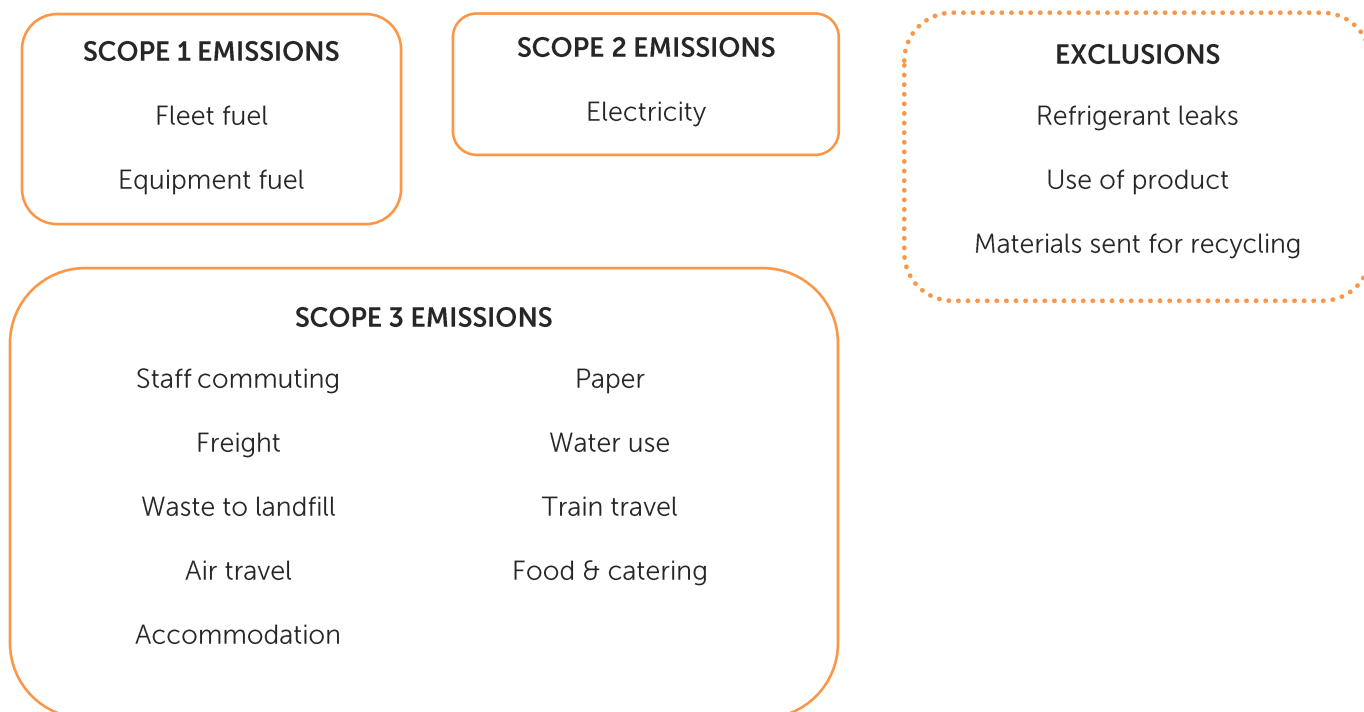 SCOPE 1 EMISSIONS
Fleet fuel
Equipment fuel
SCOPE 2 EMISSIONS
Electricity
EXCLUSIONS
Refrigerant leaks
Use of product
Materials sent for recycling
SCOPE 3 EMISSIONS
Staff commuting
Freight
Waste to landfill
Air travel
Accommodation
Paper
Water use
Train travel
Food & catering